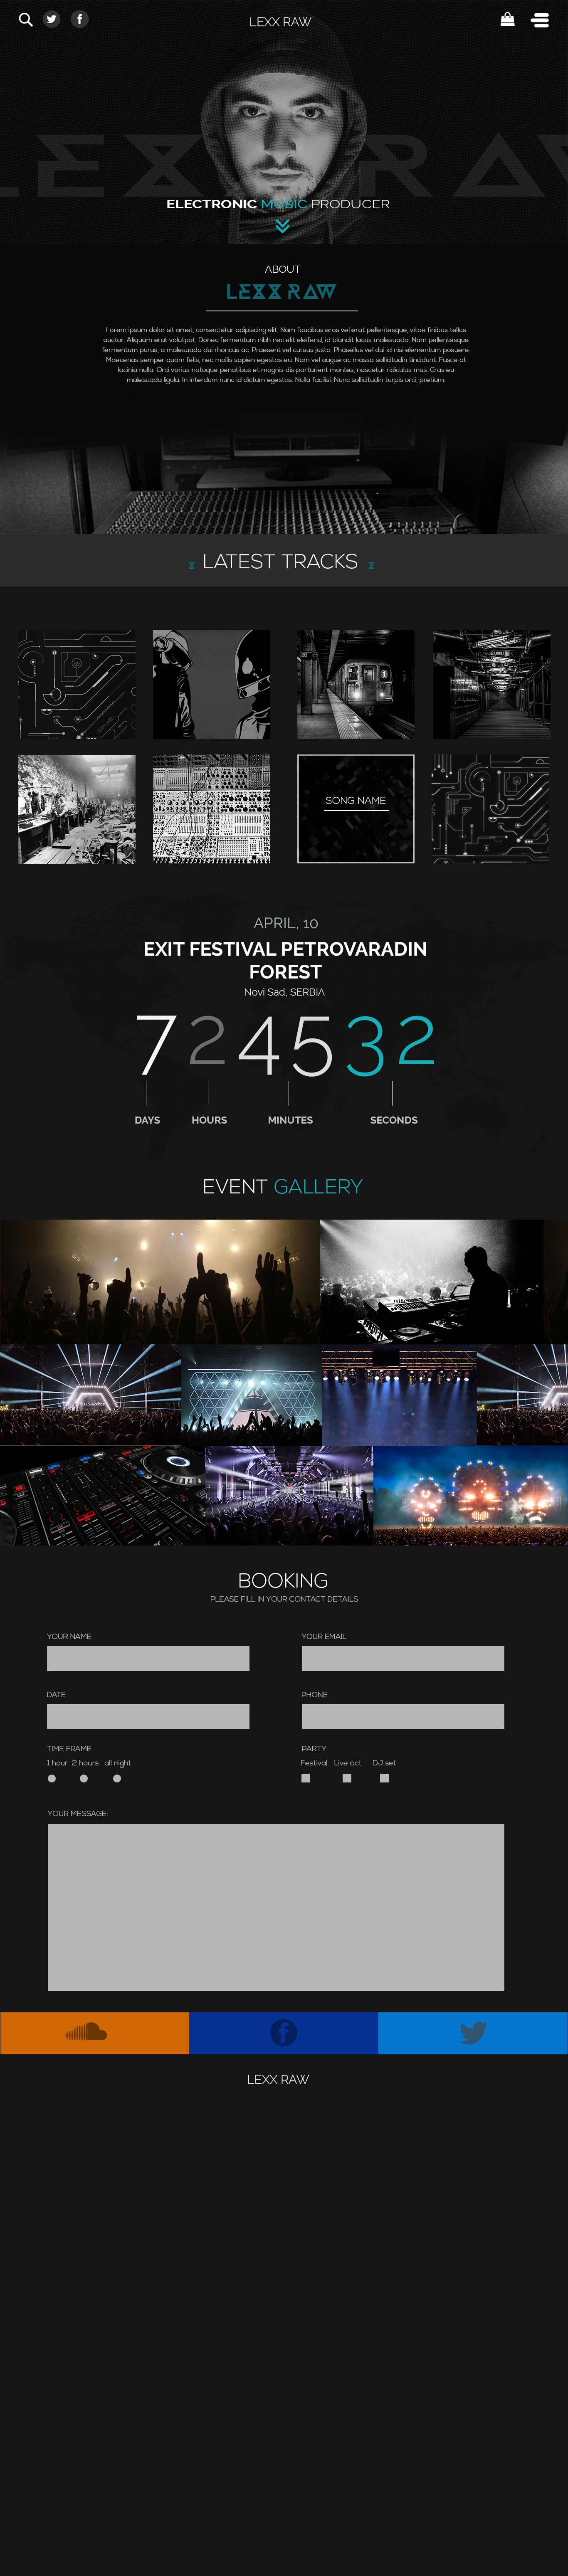 LEXX RAW
LEXX RAW
ELECTRONIC MUSIC PRODUCER
ABOUT
LEXX RAW
Lorem ipsum dolor sit amet, consectetur adipiscing elit. Nam faucibus eros vel erat pellentesque, vitae finibus tellus
auctor. Aliquam erat volutpat. Donec fermentum nibh nec elit eleifend, id blandit lacus malesuada. Nam pellentesque
fermentum purus, a malesuada dui rhoncus ac. Praesent vel cursus justo. Phasellus vel dui id nisi elementum posuere.
Maecenas semper quam felis, nec mollis sapien egestas eu. Nam vel augue ac massa sollicitudin tincidunt. Fusce at
lacinia nulla. Orci varius natoque penatibus et magnis dis parturient montes, nascetur ridiculus mus. Cras eu
malesuada ligula. In interdum nunc id dictum egestas. Nulla facilisi. Nunc sollicitudin turpis orci, pretium.
LATEST TRACKS
SONG NAME
APRIL, 10
EXIT FESTIVAL PETROVARADIN
FOREST
Novi Sad, SERBIA
7 2 45 32
DAYS HOURS MINUTES SECONDS
EVENT GALLERY
BOOKING
PLEASE FILL IN YOUR CONTACT DETAILS
YOUR NAME
YOUR EMAIL
DATE
PHONE
TIME FRAME
PARTY
1 hour 2 hours all night
Festival Live act DJ set
YOUR MESSAGE:
LEXX RAW